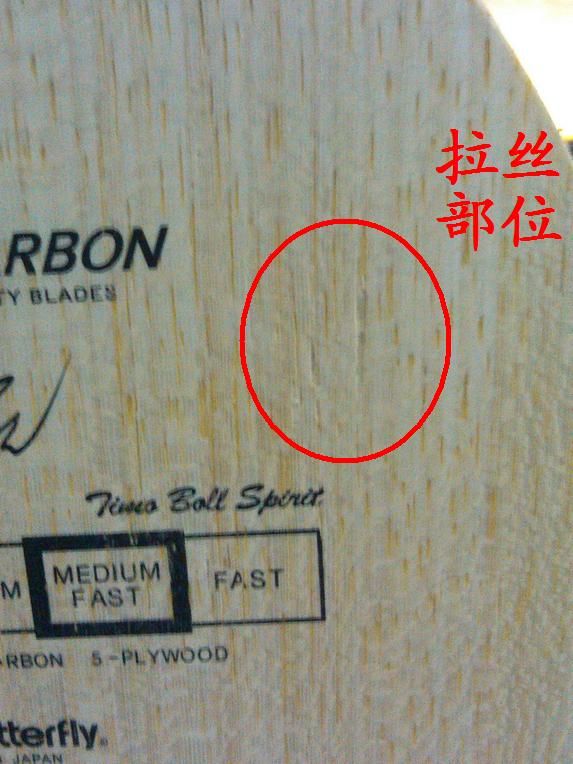 拉丝
部位
RBON
TY BLADES
Timo Boll Spirit
M
MEDIUM
FAST
FAST
RBON 5-PLYWOOD
tterfly
JAPAN